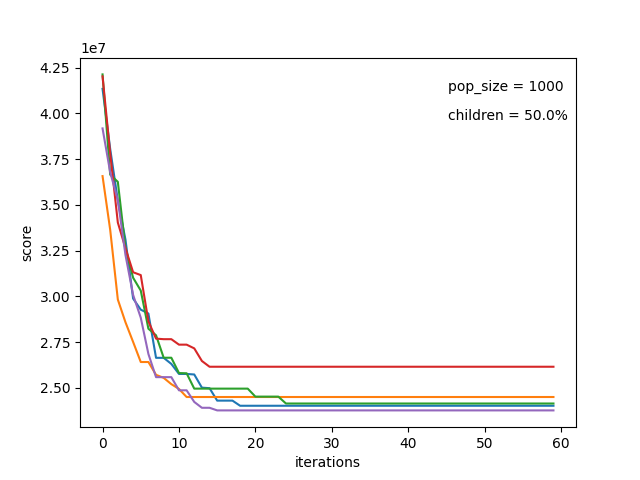 1e7
4.25
4.00
3.75
3.50
3.25
3.00
2.75
2.50
score
pop_size = 1000
children = 50.0%
0 10 20 30 40 50 60
iterations